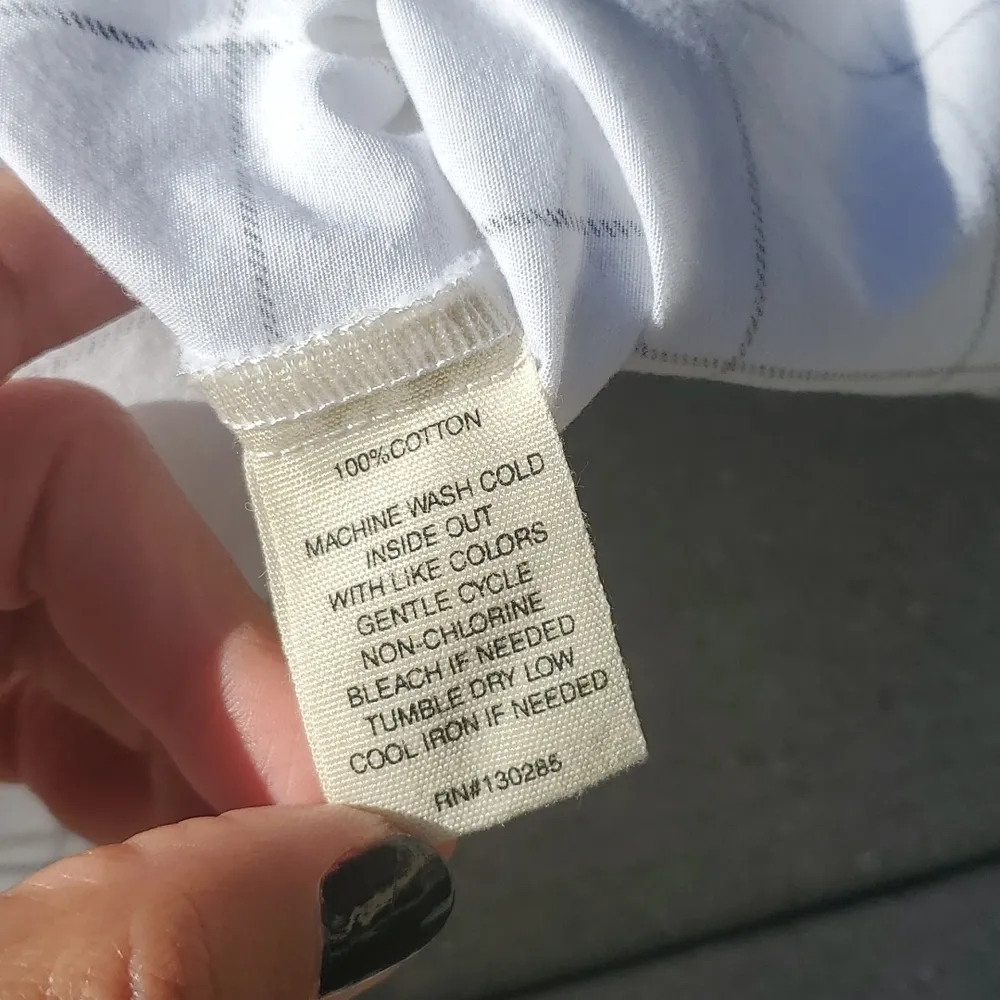 100%COTTON
MACHINE WASH COLD
INSIDE OUT
WITH LIKE COLORS
GENTLE CYCLE
NON-CHLORINE
BLEACH IF NEEDED
TUMBLE DRY LOW
COOL IRON IF NEEDED
RN#130285